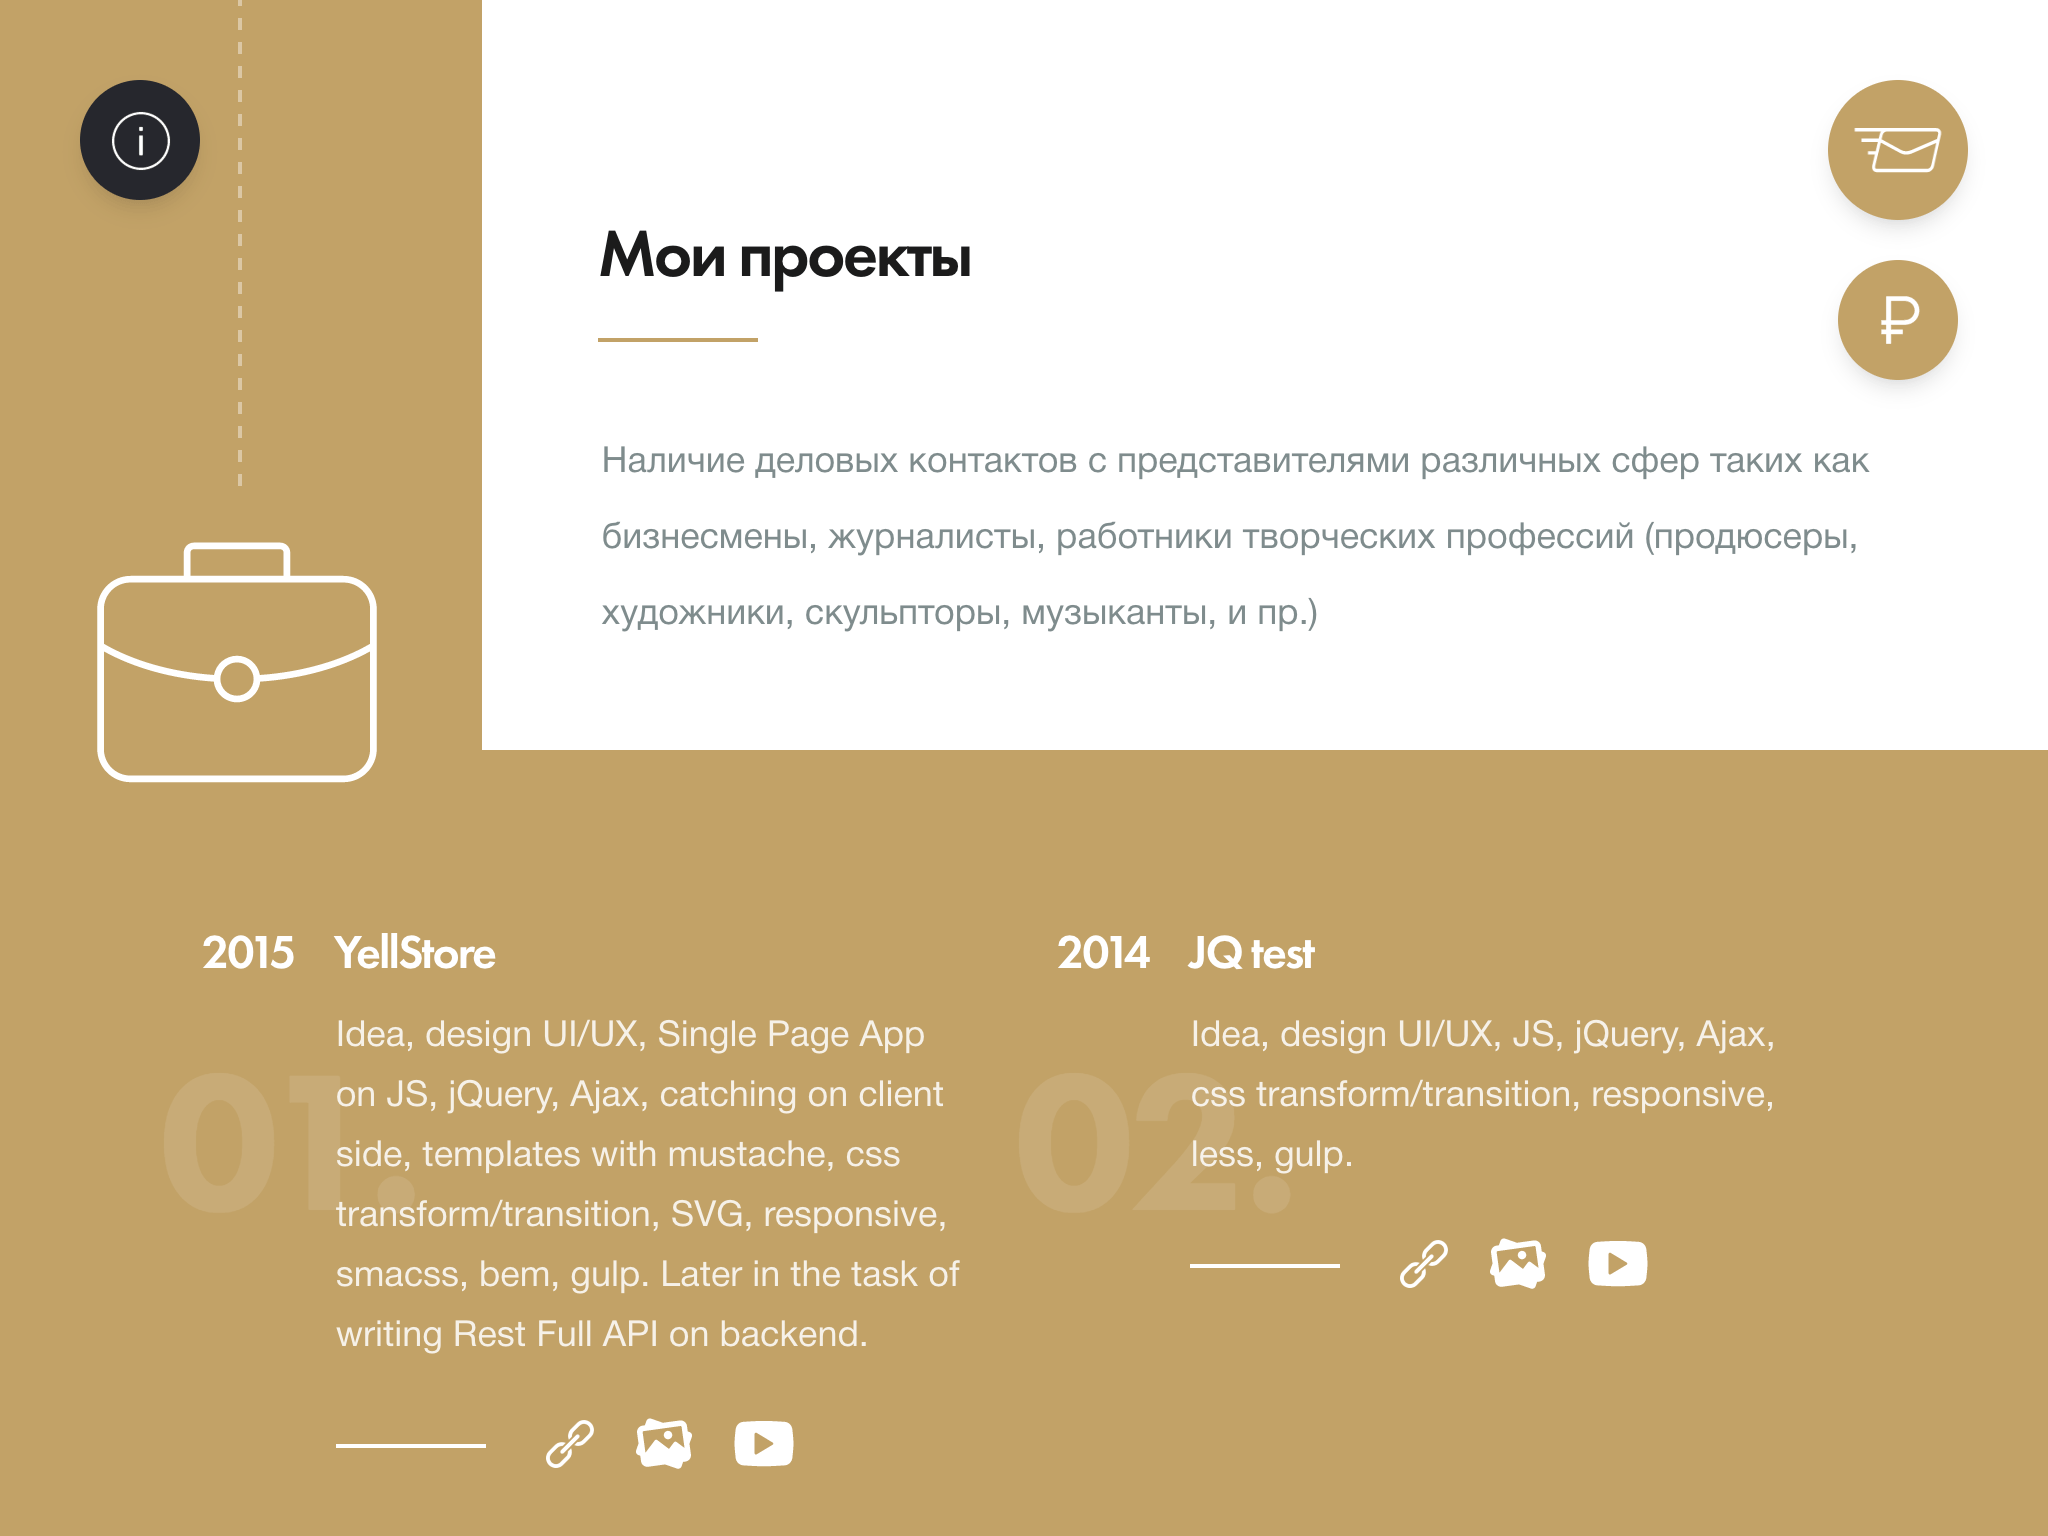 Мои проекты
Наличие деловых контактов с представителями различных сфер таких как
бизнесмены, журналисты, работники творческих профессий (продюсеры,
художники, скульпторы, музыканты, и пр.)
2015 YellStore
Idea, design UI/UX, Single Page App
on JS, jQuery, Ajax, catching on client
side, templates with mustache, css
transform/transition, SVG, responsive,
smacss, bem, gulp. Later in the task of
writing Rest Full API on backend.
01.
2014 JQ test
Idea, design UI/UX, JS, jQuery, Ajax,
css transform/transition, responsive,
less, gulp.
02.